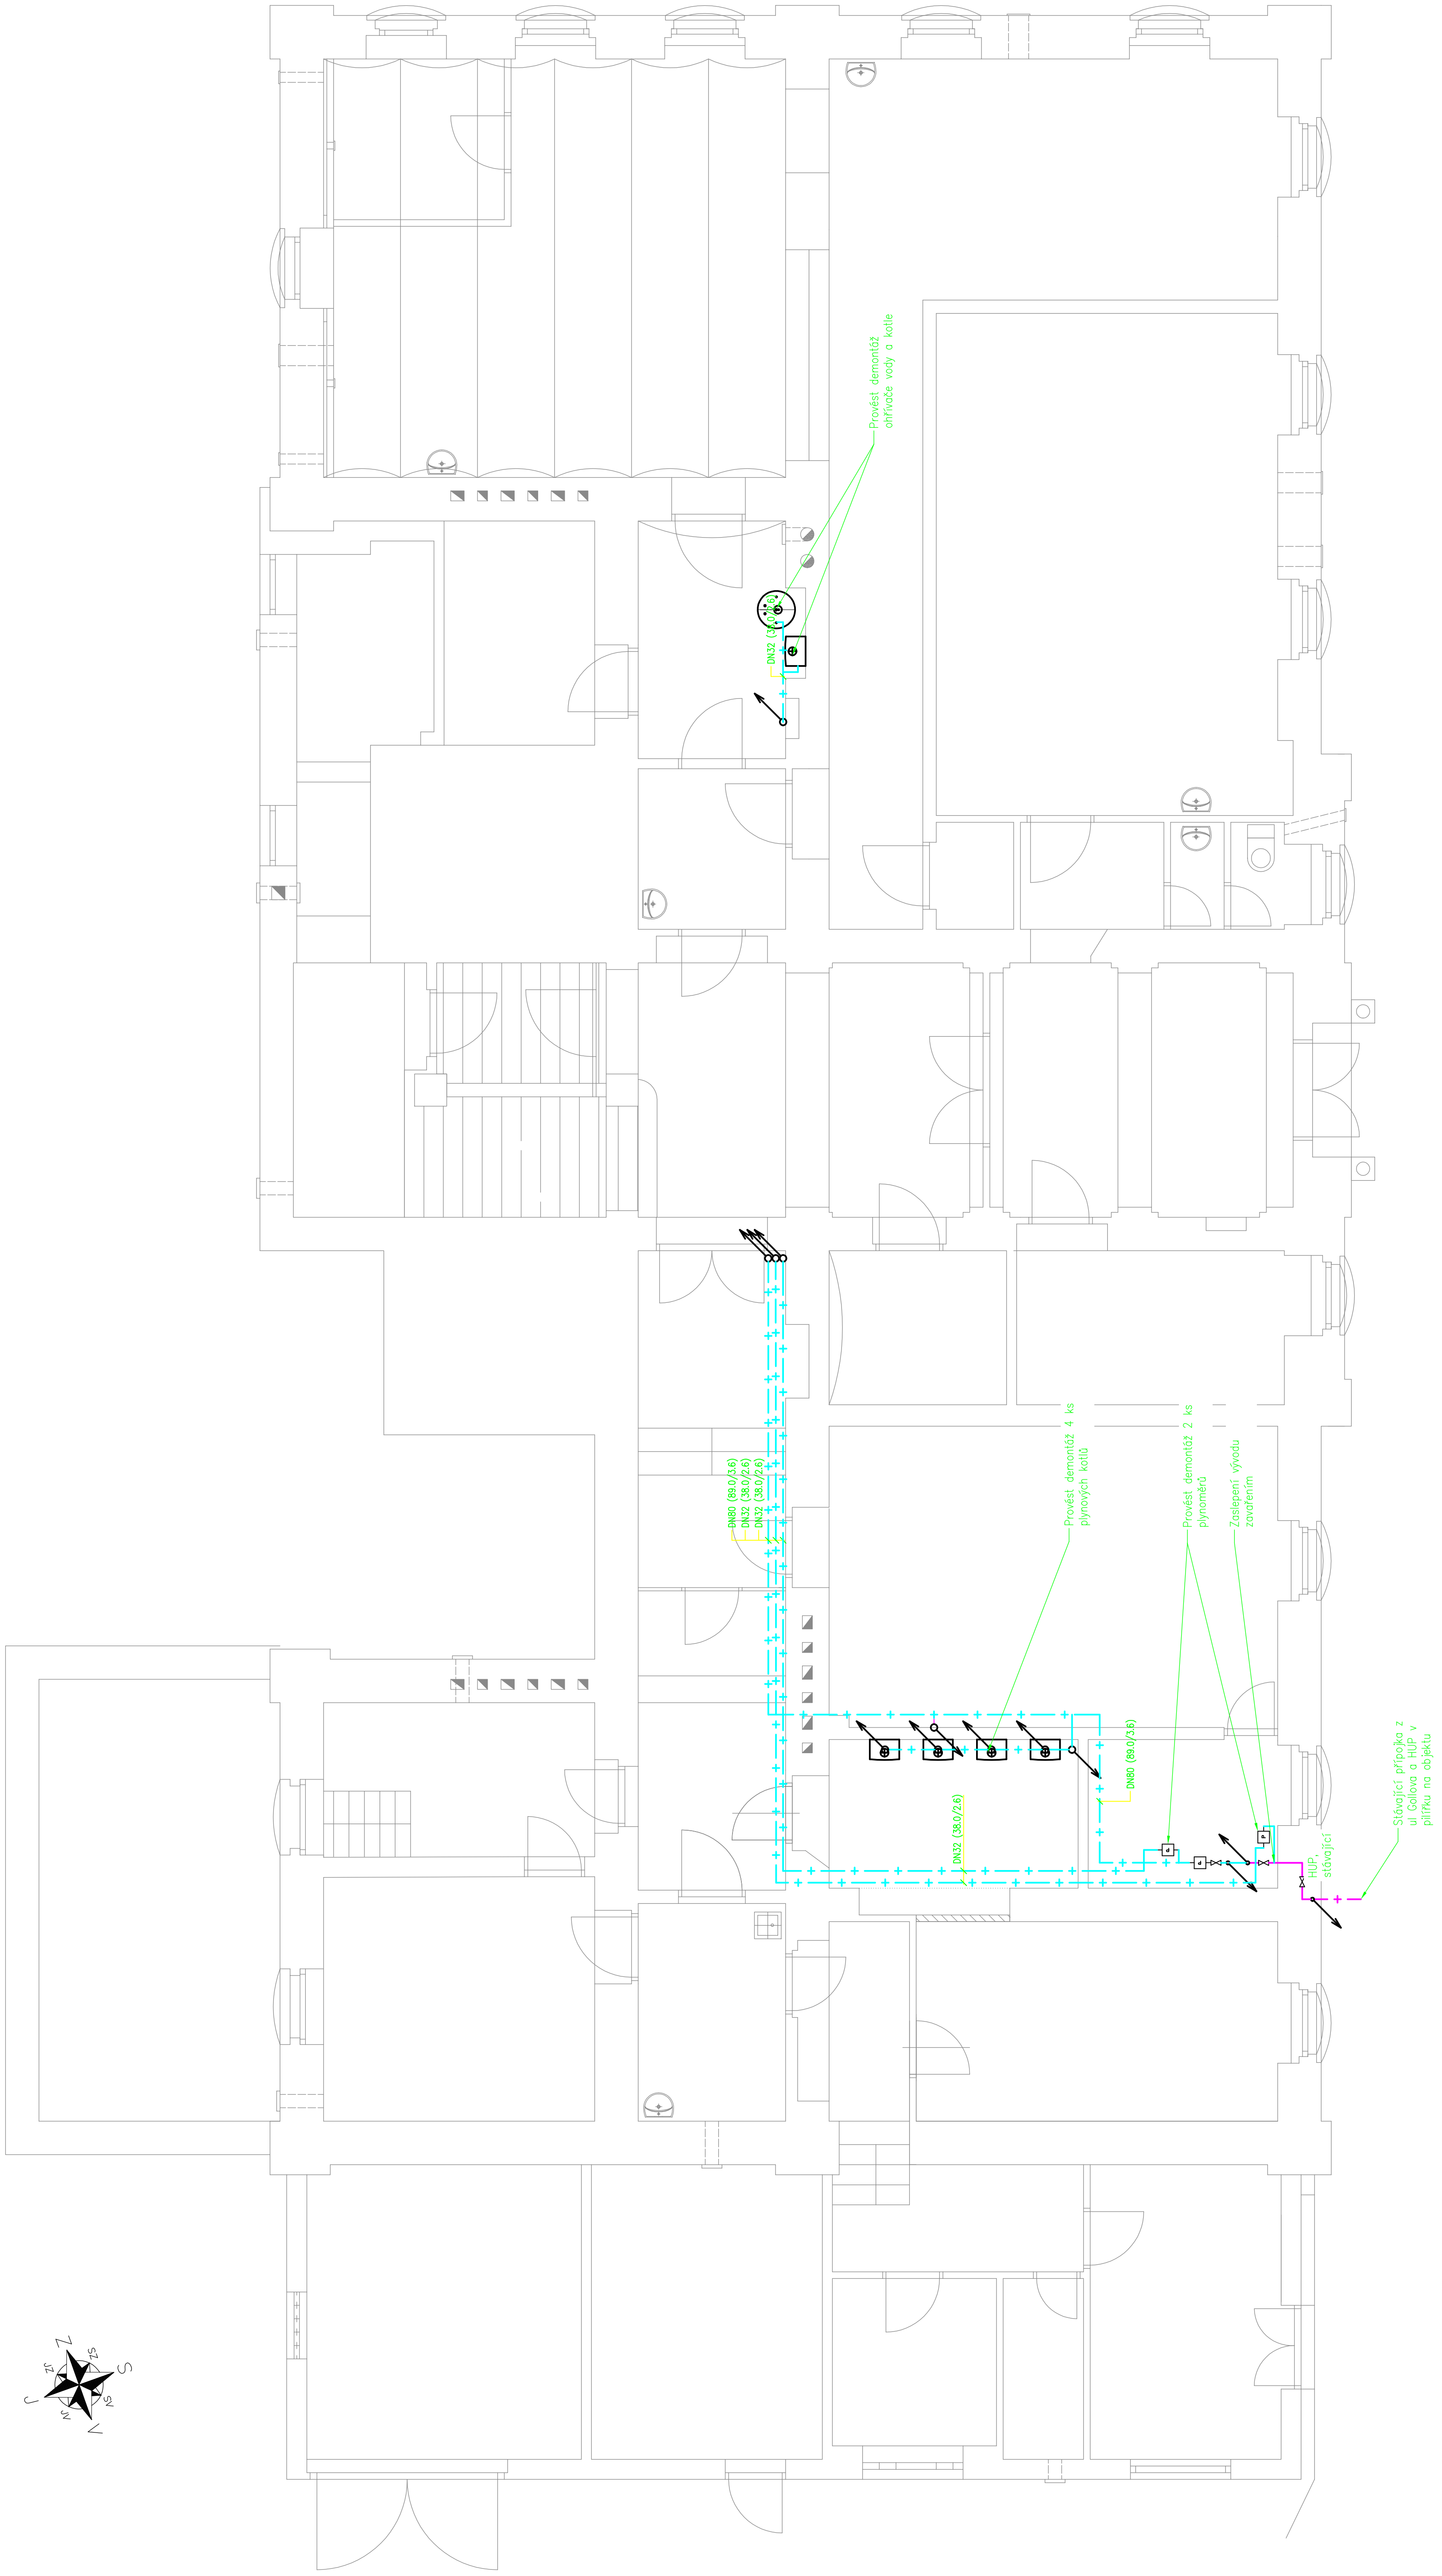 Provést demontáž
ohřívače vody a kotle
DN32 (38.0/2.6)
DN80 (89.0/3.6)
DN32 (38.0/2.6)
DN32 (38.0/2.6)
Provést demontáž 4 ks
plynových kotlů
Provést demontáž 2 ks
plynoměrů
Zaslepení vývodu
zavařením
DN80 (89.0/3.6)
DN32 (38.0/2.6)
HUP,
stávající
Stávající přípojka z
ul Gollova a HUP v
pilířku na objektu
P
P
P
Z
SZ
S
SV
V
JV
J
JZ